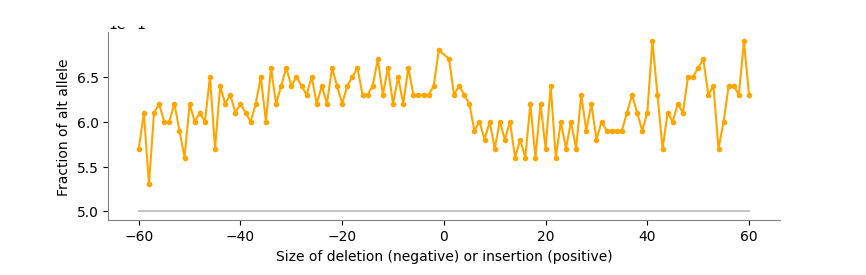 6.5
6.0
5.5
5.0
Fraction of alt allele
−60 −40 −20 0 20 40 60
Size of deletion (negative) or insertion (positive)